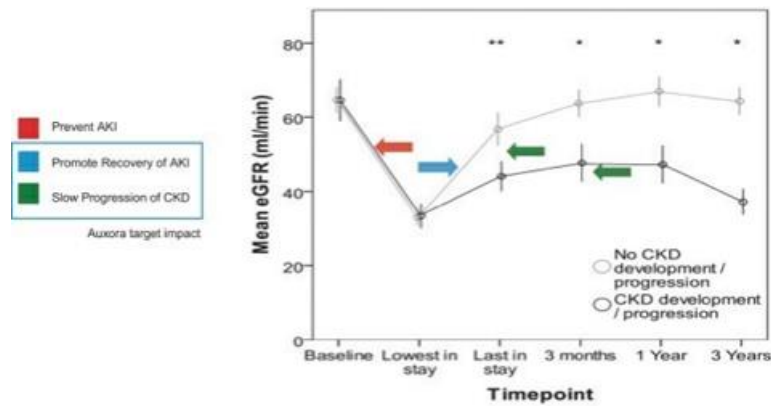 Prevent AKI
Promote Recovery of AKI
Slow Progression of CKD
Auxora target impact
Mean eGFR (ml/min)
80
60
40
20
0
**
*
*
*
No CKD
development /
progression
CKD development
/ progression
Baseline
Lowest in
stay
Last in
stay
3 months
1 Year
3 Years
Timepoint